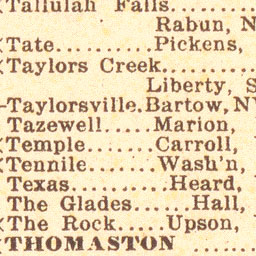 Tallulah Falls........
Rabun, N
Tate..........Pickens,
Taylors Creek........
Liberty, S
Taylorsville.Bartow, NW
Tazewell.....Marion,
Temple.......Carroll,
Tennile.......Wash'n,
Texas..........Heard,
The Glades......Hall,
The Rock.....Upson,
THOMASTON ......